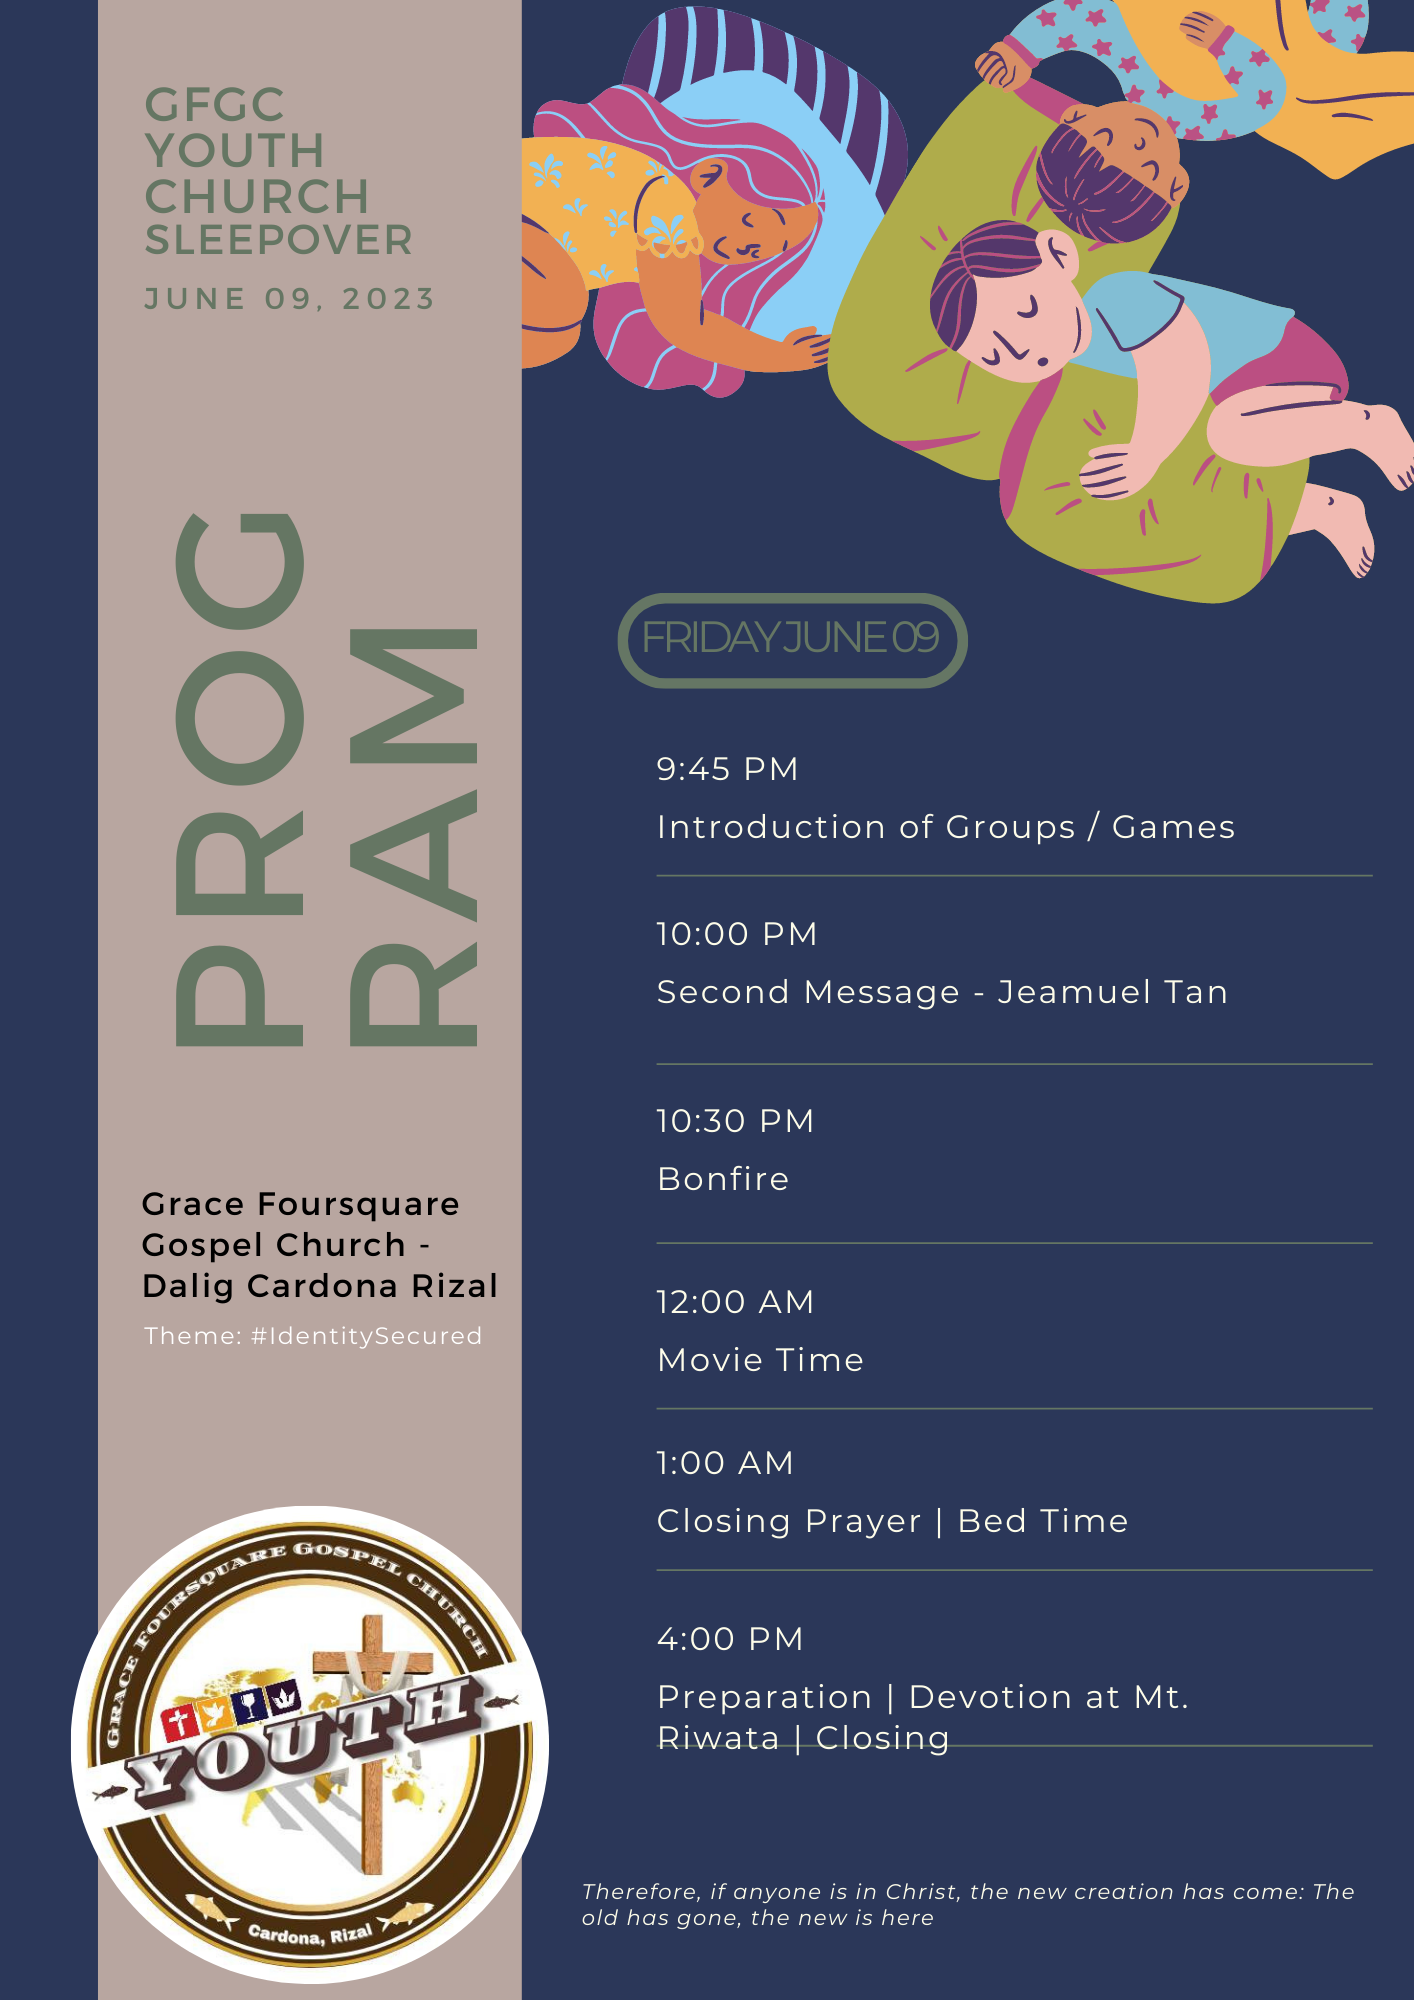 GFGC
YOUTH
CHURCH
SLEEPOVER
JUNE 09, 2023
PROG
RAM
Grace Foursquare
Gospel Church -
Dalig Cardona Rizal
Theme: #IdentitySecured
GRACE FOURSQUARE GOSPEL CHURCH
YOUTH
Cardona, Rizal
FRIDAY JUNE 09
9:45 PM
Introduction of Groups / Games
10:00 PM
Second Message - Jeamuel Tan
10:30 PM
Bonfire
12:00 AM
Movie Time
1:00 AM
Closing Prayer | Bed Time
4:00 PM
Preparation | Devotion at Mt.
Riwata | Closing
Therefore, if anyone is in Christ, the new creation has come: The
old has gone, the new is here